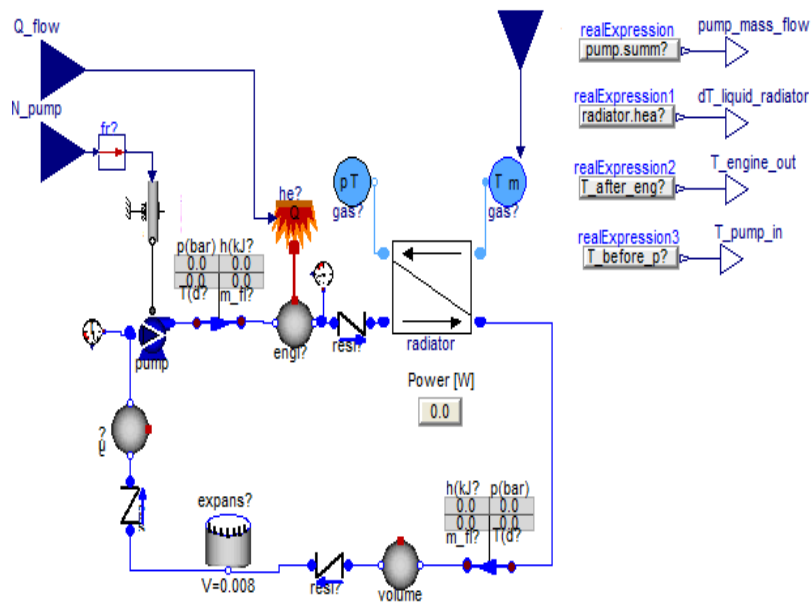 Q_flow
N_pump
fr?
he?
Q
p T
gas?
T m
gas?
realExpression
pump.summ?
pump_mass_flow
realExpression1
radiator.hea?
dT_liquid_radiator
realExpression2
T_after_eng?
T_engine_out
realExpression3
T_before_p?
T_pump_in
p(bar) h(kJ?
0.0 0.0
0.0 0.0
T(d? m_fl?
pump
engi?
resi?
radiator
Power [W]
0.0
h(kJ? p(bar)
0.0 0.0
0.0 0.0
m_fl? T(d?
expans?
V=0.008
resi?
volume